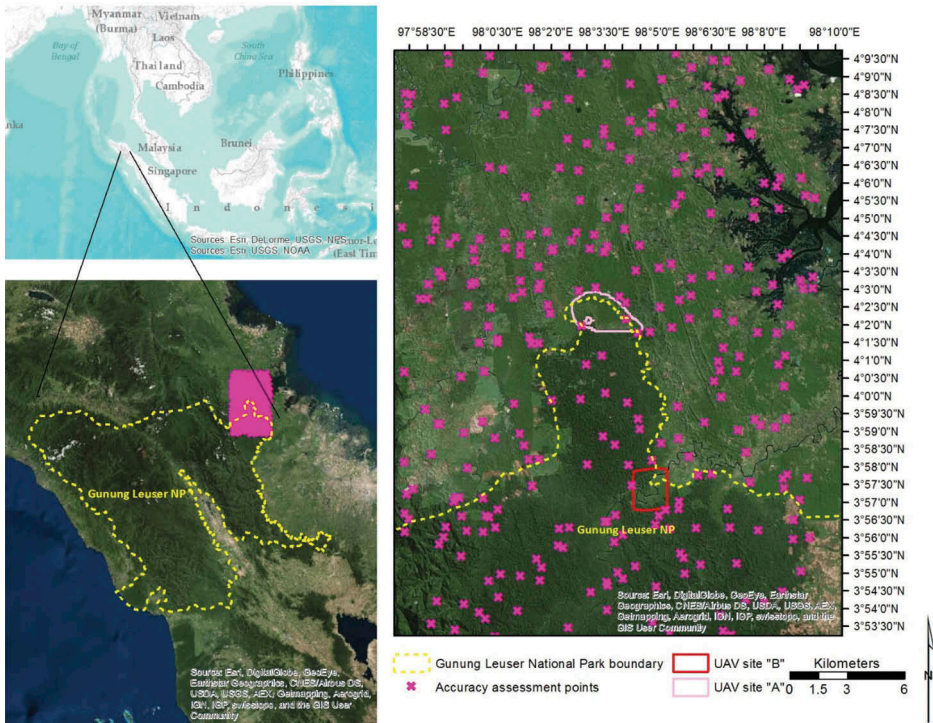 Myanmar
(Burma)
Vietnam
Laos
Bay of
Bengal
South
China Sea
Thailand
Cambodia
Philippines
nka
Malaysia
Brunei
Singapore
I n d o n e s i
Sources: Esri, DeLorme, USGS, NPS
Sources: Esri, USGS, NOAA
(East Tim
Gunung Leuser NP
Source: Esri, DigitalGlobe, GeoEye,
Earthstar Geographics, CNES/Airbus DS,
USDA, USGS, AEX, Getmapping, Aerogrid,
IGN, IGP, swisstopo, and the GIS User
Community
97°58'30"E 98°0'30"E 98°2'0"E 98°3'30"E 98°5'0"E 98°6'30"E 98°8'0"E 98°10'0"E
4°9'30"N
4°9'0"N
4°8'30"N
4°8'0"N
4°7'30"N
4°7'0"N
4°6'30"N
4°6'0"N
4°5'30"N
4°5'0"N
4°4'30"N
4°4'0"N
4°3'30"N
4°3'0"N
4°2'30"N
4°2'0"N
4°1'30"N
4°1'0"N
4°0'30"N
4°0'0"N
3°59'30"N
3°59'0"N
3°58'30"N
3°58'0"N
3°57'30"N
3°57'0"N
3°56'30"N
3°56'0"N
3°55'30"N
3°55'0"N
3°54'30"N
3°54'0"N
3°53'30"N
Gunung Leuser NP
Source: Esri, DigitalGlobe, GeoEye, Earthstar
Geographics, CNES/Airbus DS, USDA, USGS, AEX,
Getmapping, Aerogrid, IGN, IGP, swisstopo, and the
GIS User Community
Gunung Leuser National Park boundary
Accuracy assessment points
UAV site "B"
UAV site "A"
Kilometers
0 1.5 3 6
N